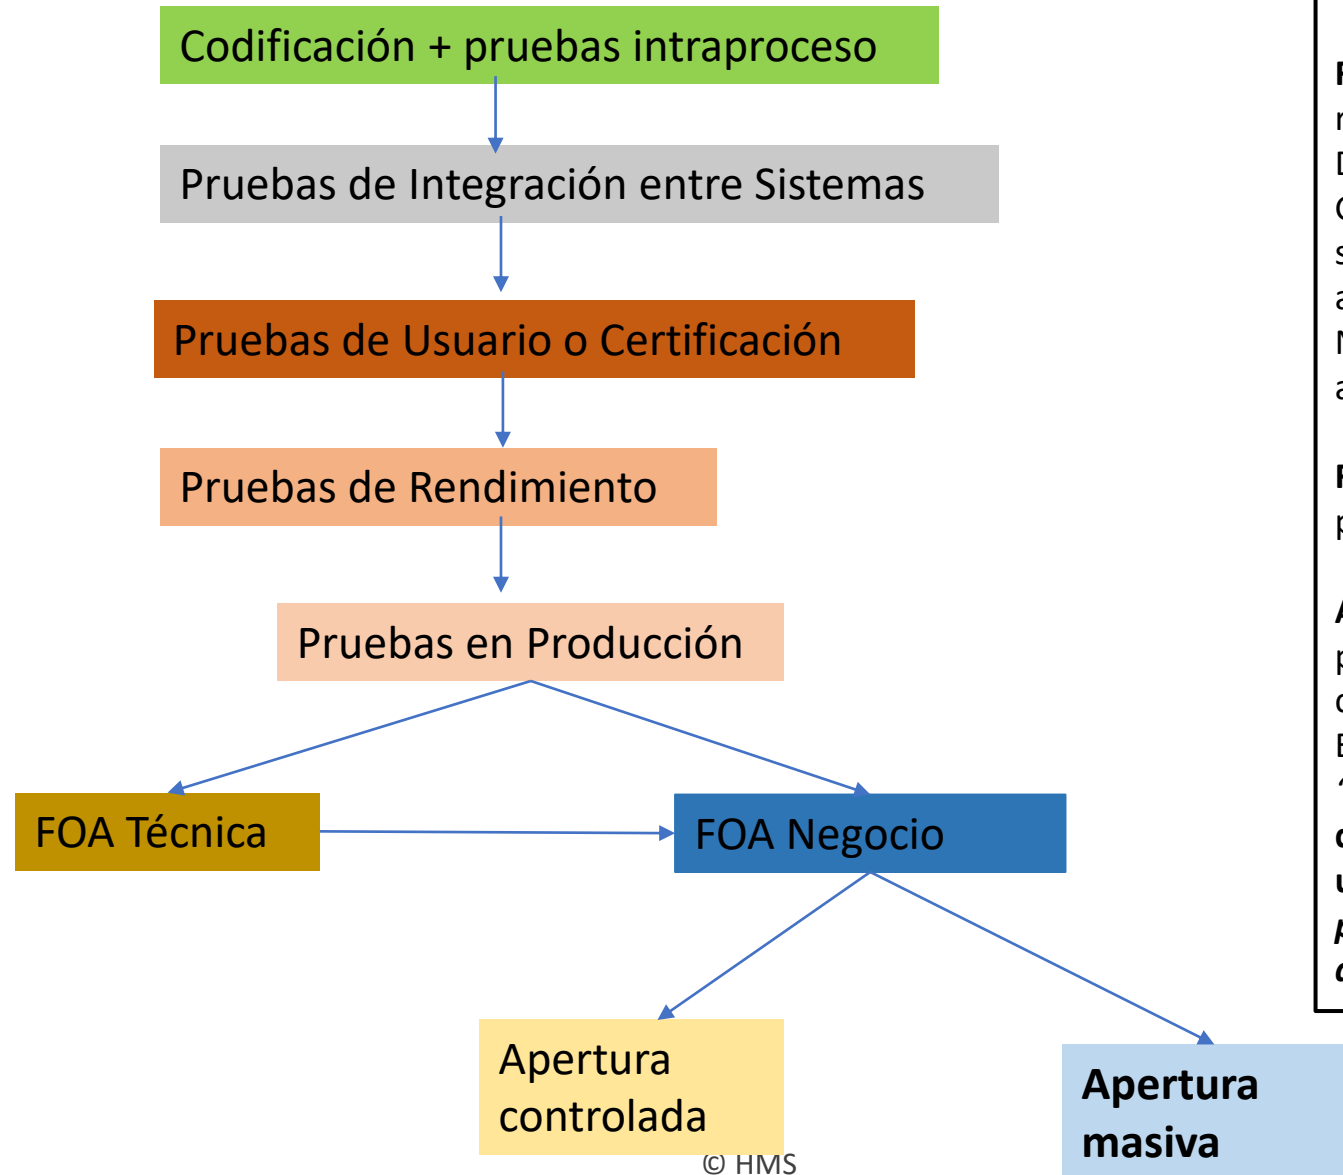 Codificación + pruebas intraproceso
Pruebas de Integración entre Sistemas
Pruebas de Usuario o Certificación
Pruebas de Rendimiento
Pruebas en Producción
FOA Técnica
FOA Negocio
Apertura
controlada
Apertura
masiva
© HMS